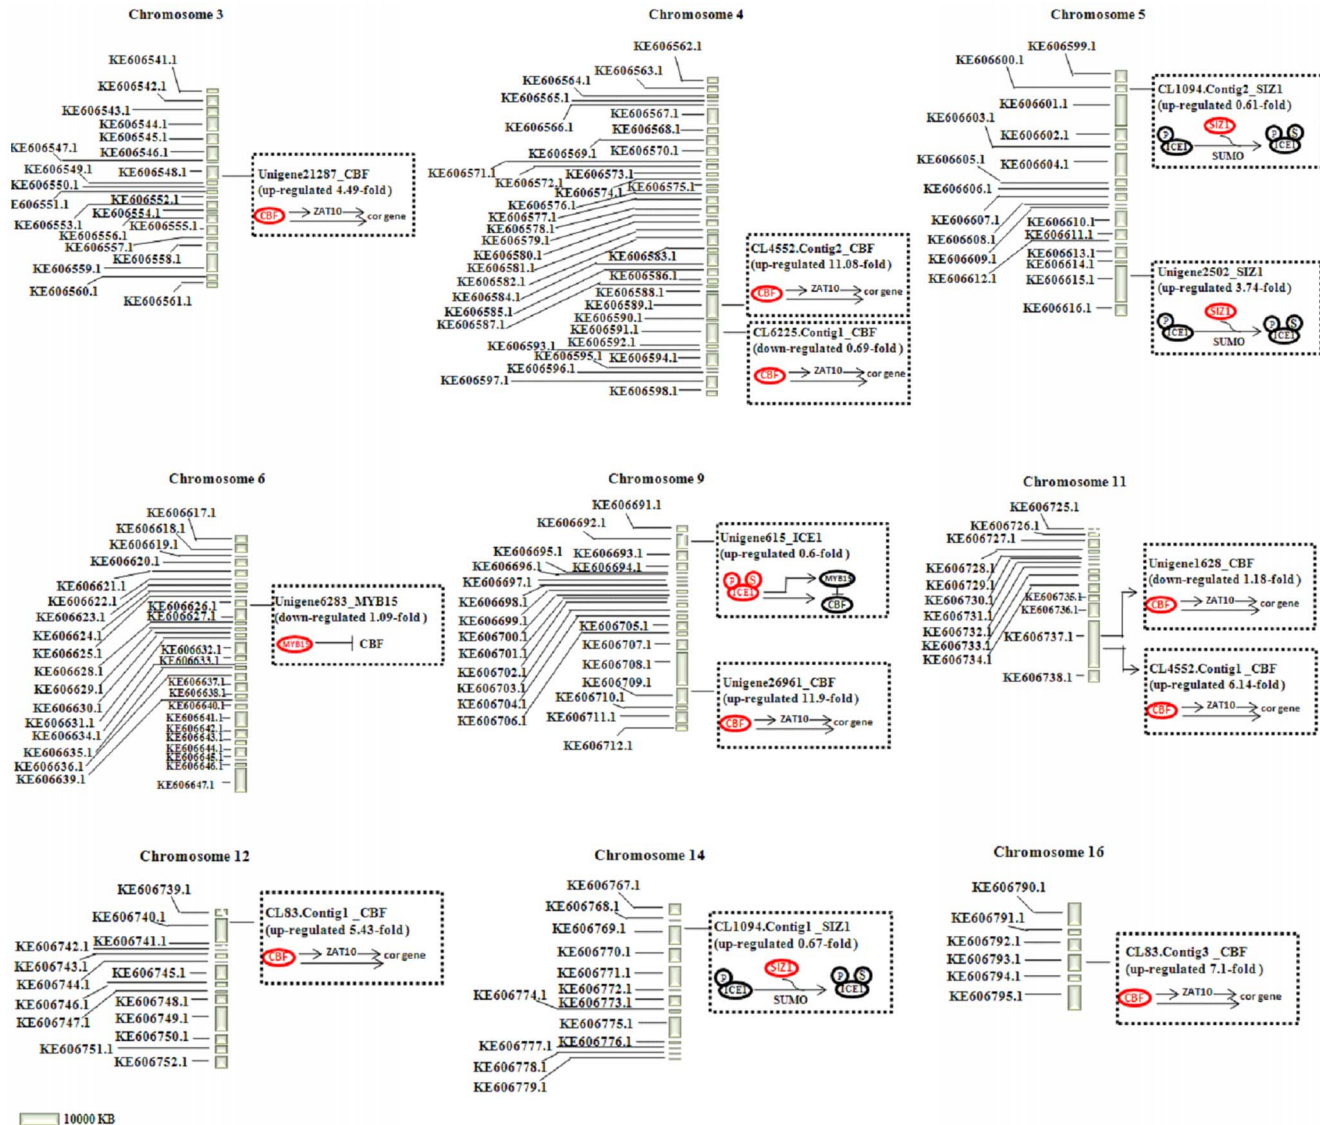 Chromosome 3
KE606541.1
KE606542.1
KE606543.1
KE606544.1
KE606545.1
KE606547.1
KE606546.1
KE606549.1
KE606548.1
KE606550.1
KE606551.1
KE606552.1
KE606553.1
KE606554.1
KE606555.1
KE606556.1
KE606557.1
KE606558.1
KE606559.1
KE606560.1
KE606561.1
Unigene21287_CBF
(up-regulated 4.49-fold)
CBF ZAT10 cor gene
Chromosome 4
KE606562.1
KE606563.1
KE606564.1
KE606565.1
KE606567.1
KE606566.1
KE606568.1
KE606569.1
KE606570.1
KE606571.1
KE606573.1
KE606572.1
KE606574.1
KE606575.1
KE606576.1
KE606577.1
KE606578.1
KE606579.1
KE606580.1
KE606583.1
KE606581.1
KE606582.1
KE606586.1
KE606584.1
KE606588.1
KE606585.1
KE606589.1
KE606587.1
KE606590.1
KE606591.1
KE606593.1
KE606592.1
KE606595.1
KE606594.1
KE606596.1
KE606597.1
KE606598.1
CL4552.Contig2_CBF
(up-regulated 11.08-fold)
CBF ZAT10 cor gene
CL6225.Contig1_CBF
(down-regulated 0.69-fold)
CBF ZAT10 cor gene
Chromosome 5
KE606599.1
KE606600.1
KE606601.1
KE606603.1
KE606602.1
KE606605.1
KE606604.1
KE606606.1
KE606607.1
KE606610.1
KE606608.1
KE606611.1
KE606609.1
KE606613.1
KE606614.1
KE606612.1
KE606615.1
KE606616.1
CL1094.Contig2_SIZ1
(up-regulated 0.61-fold)
P SIZ1 P S
ICE1 SUMO ICE1
Unigene2502_SIZ1
(up-regulated 3.74-fold)
P SIZ1 P S
ICE1 SUMO ICE1
Chromosome 6
KE606617.1
KE606618.1
KE606619.1
KE606620.1
KE606621.1
KE606622.1
KE606626.1
KE606623.1
KE606627.1
KE606624.1
KE606625.1
KE606632.1
KE606633.1
KE606628.1
KE606637.1
KE606629.1
KE606638.1
KE606630.1
KE606640.1
KE606631.1
KE606641.1
KE606642.1
KE606634.1
KE606643.1
KE606635.1
KE606644.1
KE606645.1
KE606636.1
KE606646.1
KE606639.1
KE606647.1
Unigene6283_MYB15
(down-regulated 1.09-fold)
MYB15 CBF
Chromosome 9
KE606691.1
KE606692.1
KE606695.1
KE606693.1
KE606696.1
KE606694.1
KE606697.1
KE606698.1
KE606699.1
KE606705.1
KE606700.1
KE606707.1
KE606701.1
KE606708.1
KE606702.1
KE606709.1
KE606703.1
KE606710.1
KE606704.1
KE606711.1
KE606706.1
KE606712.1
Unigene615_ICE1
(up-regulated 0.6-fold)
P S MYB15
ICE1 CBF
Unigene26961_CBF
(up-regulated 11.9-fold)
CBF ZAT10 cor gene
Chromosome 11
KE606725.1
KE606726.1
KE606727.1
KE606728.1
KE606729.1
KE606735.1
KE606730.1
KE606736.1
KE606731.1
KE606732.1
KE606737.1
KE606733.1
KE606734.1
KE606738.1
Unigene1628_CBF
(down-regulated 1.18-fold)
CBF ZAT10 cor gene
CL4552.Contig1_CBF
(up-regulated 6.14-fold)
CBF ZAT10 cor gene
Chromosome 12
KE606739.1
KE606740.1
KE606742.1
KE606741.1
KE606743.1
KE606745.1
KE606744.1
KE606746.1
KE606748.1
KE606747.1
KE606749.1
KE606750.1
KE606751.1
KE606752.1
CL83.Contig1 _CBF
(up-regulated 5.43-fold)
CBF ZAT10 cor gene
Chromosome 14
KE606767.1
KE606768.1
KE606769.1
KE606770.1
KE606771.1
KE606772.1
KE606774.1
KE606773.1
KE606775.1
KE606777.1
KE606776.1
KE606778.1
KE606779.1
CL1094.Contig1 _SIZ1
(up-regulated 0.67-fold)
P SIZ1 P S
ICE1 SUMO ICE1
Chromosome 16
KE606790.1
KE606791.1
KE606792.1
KE606793.1
KE606794.1
KE606795.1
CL83.Contig3 _CBF
(up-regulated 7.1-fold)
CBF ZAT10 cor gene
10000 KB